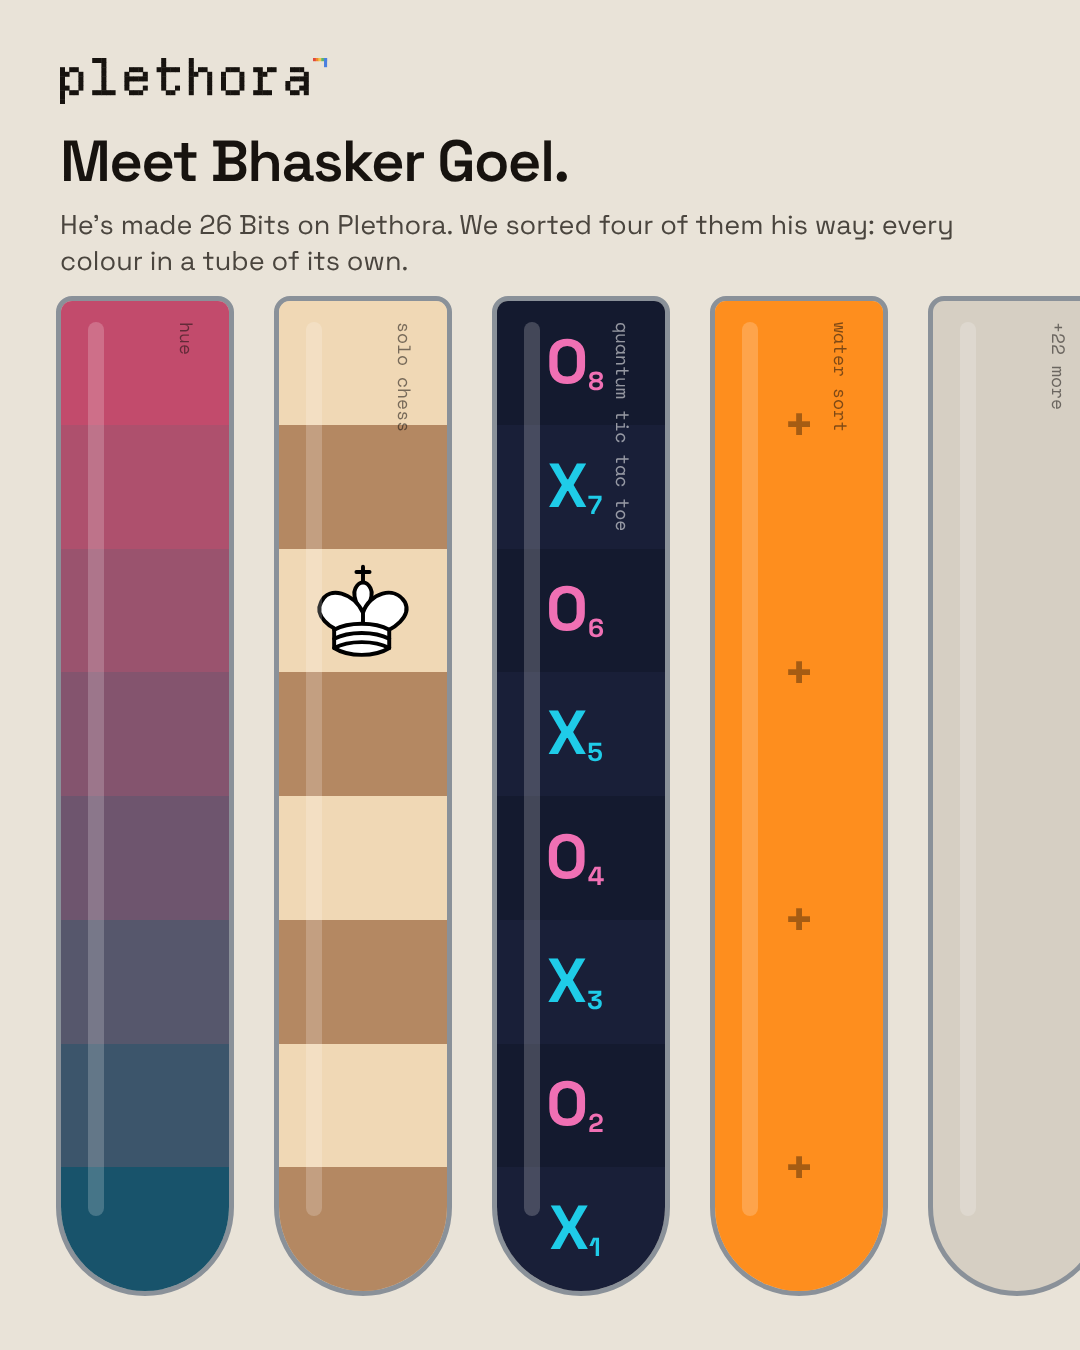 plethora
Meet Bhasker Goel.
He's made 26 Bits on Plethora. We sorted four of them his way: every
colour in a tube of its own.
hue
solo chess
quantum tic tac toe
O8
X7
O6
X5
O4
X3
O2
X1
water sort
+
+
+
+
+22 more